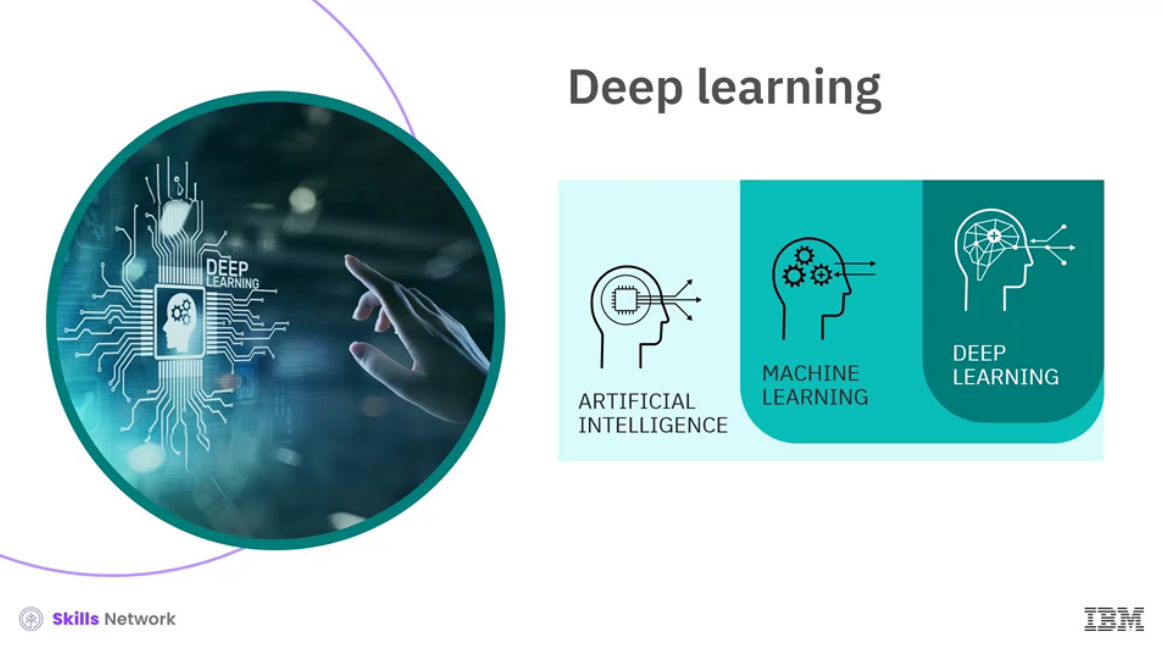 Deep learning
DEEP
LEARNING
ARTIFICIAL
INTELLIGENCE
MACHINE
LEARNING
DEEP
LEARNING
Skills Network
IBM